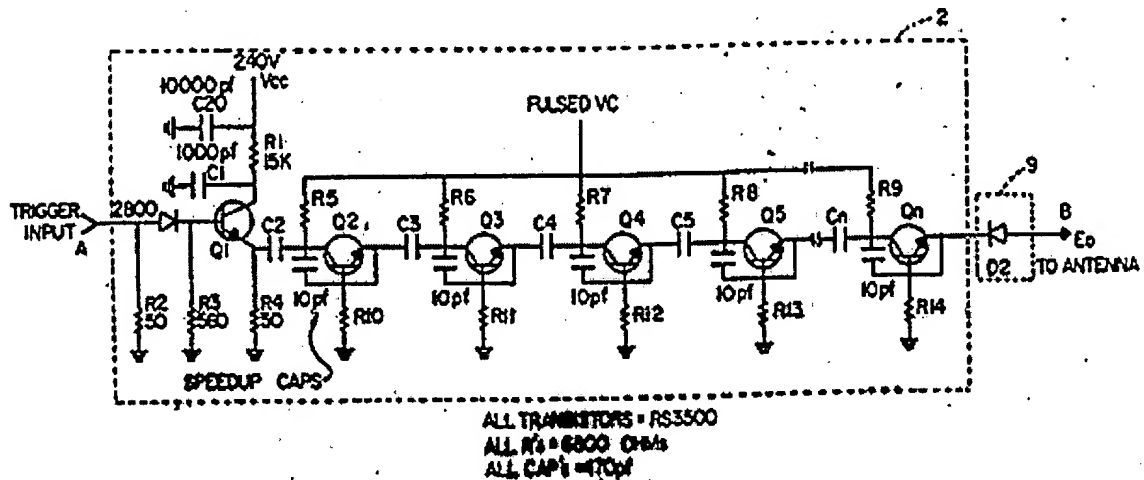 2
240V
Vcc
10000pf
C20
1000pf
C1
R1
15K
PULSED VC
9
TRIGGER
INPUT
A
2800
Q1
C2
R5
Q2
C3
R6
Q3
C4
R7
Q4
C5
R8
Q5
Cn
R9
Qn
D2
B
Eo
TO ANTENNA
R2
50
R3
560
R4
50
10pf
R10
10pf
R11
10pf
R12
10pf
R13
10pf
R14
SPEEDUP CAPS
ALL TRANSISTORS = RS3500
ALL R's = 6800 OHMs
ALL CAP's = 470pf